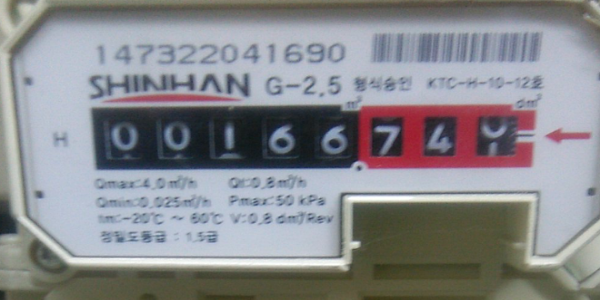 147322041690
SHINHAN G-2.5 형식승인 KTC-H-10-12호
m³ dm³
H 0 0 1 6 6 7 4
Qmax:4.0㎥/h Qt:0.8㎥/h
Qmin:0.025㎥/h Pmax:50 kPa
tm:-20℃ ~ 60℃ V:0.8 dm³/Rev
정밀도등급 : 1.5급